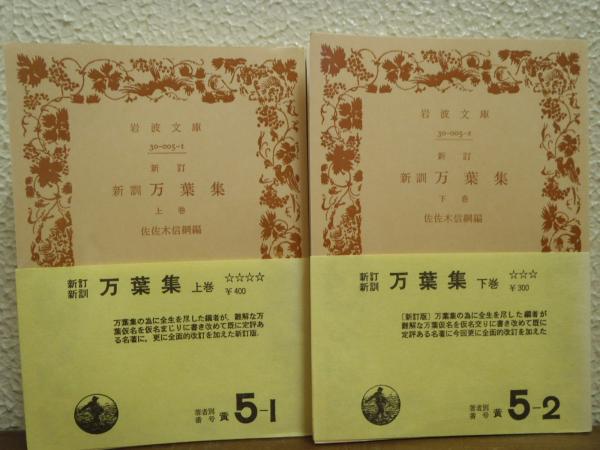 岩波文庫
30-005-1
新訂
新訓 万葉集
上巻
佐佐木信綱編
新訂
新訓 万葉集 上巻 ☆☆☆☆
¥400
万葉集の為に全生を尽した編者が、難解な万
葉仮名を仮名まじりに書き改めて既に定評あ
る名著に、更に全面的改訂を加えた新訂版.
著者別
番号 黄 5-1
岩波文庫
30-005-2
新訂
新訓 万葉集
下巻
佐佐木信綱編
新訂
新訓 万葉集 下巻 ☆☆☆
¥300
〔新訂版〕万葉集の為に全生を尽した編者が
難解な万葉仮名を仮名交りに書き改めて既に
定評ある名著に今回更に全面的改訂を加えた
著者別
番号 黄 5-2